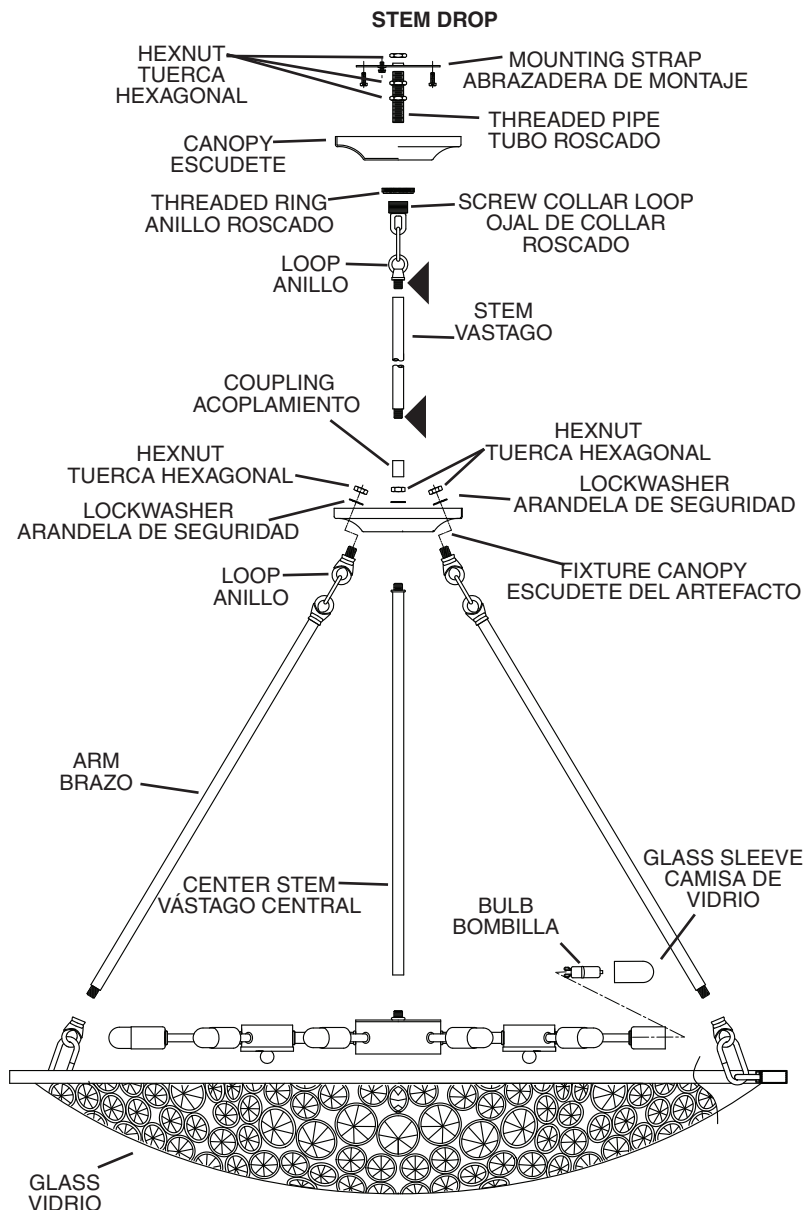 STEM DROP
HEXNUT
TUERCA
HEXAGONAL
MOUNTING STRAP
ABRAZADERA DE MONTAJE
THREADED PIPE
TUBO ROSCADO
CANOPY
ESCUDETE
THREADED RING
ANILLO ROSCADO
SCREW COLLAR LOOP
OJAL DE COLLAR
ROSCADO
LOOP
ANILLO
STEM
VASTAGO
COUPLING
ACOPLAMIENTO
HEXNUT
TUERCA HEXAGONAL
HEXNUT
TUERCA HEXAGONAL
LOCKWASHER
ARANDELA DE SEGURIDAD
LOCKWASHER
ARANDELA DE SEGURIDAD
LOOP
ANILLO
FIXTURE CANOPY
ESCUDETE DEL ARTEFACTO
ARM
BRAZO
CENTER STEM
VÁSTAGO CENTRAL
GLASS SLEEVE
CAMISA DE
VIDRIO
BULB
BOMBILLA
GLASS
VIDRIO